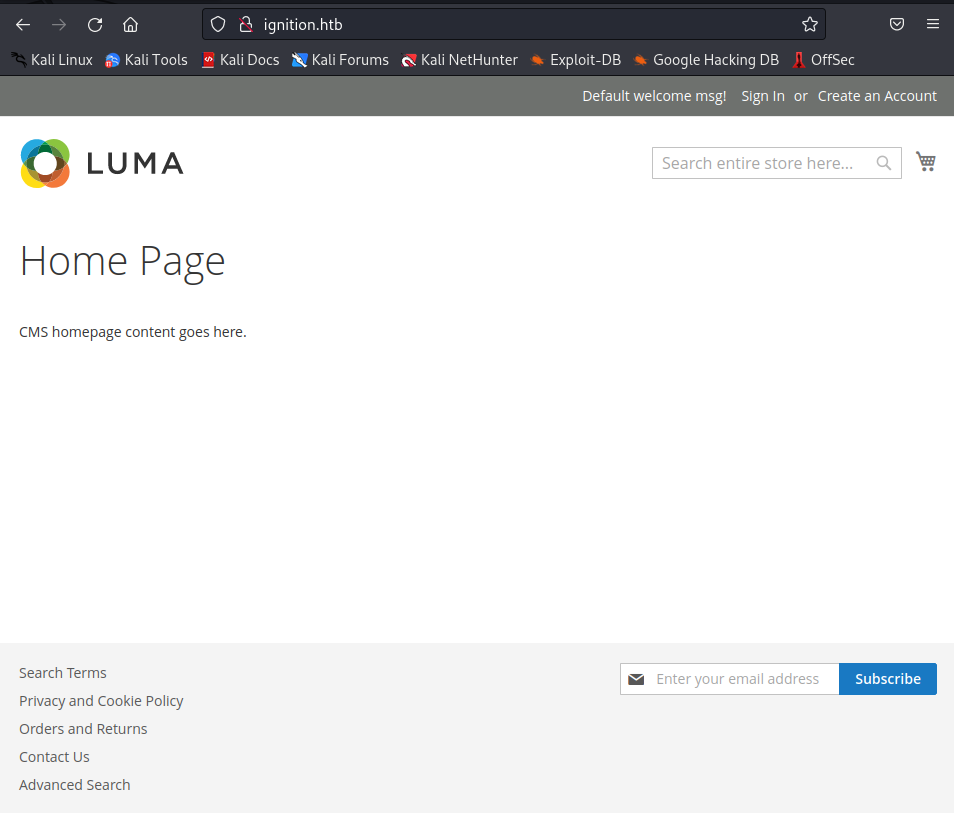 ignition.htb
Kali Linux Kali Tools Kali Docs Kali Forums Kali NetHunter Exploit-DB Google Hacking DB OffSec
Default welcome msg! Sign In or Create an Account
LUMA
Search entire store here...
Home Page
CMS homepage content goes here.
Search Terms
Privacy and Cookie Policy
Orders and Returns
Contact Us
Advanced Search
Enter your email address Subscribe